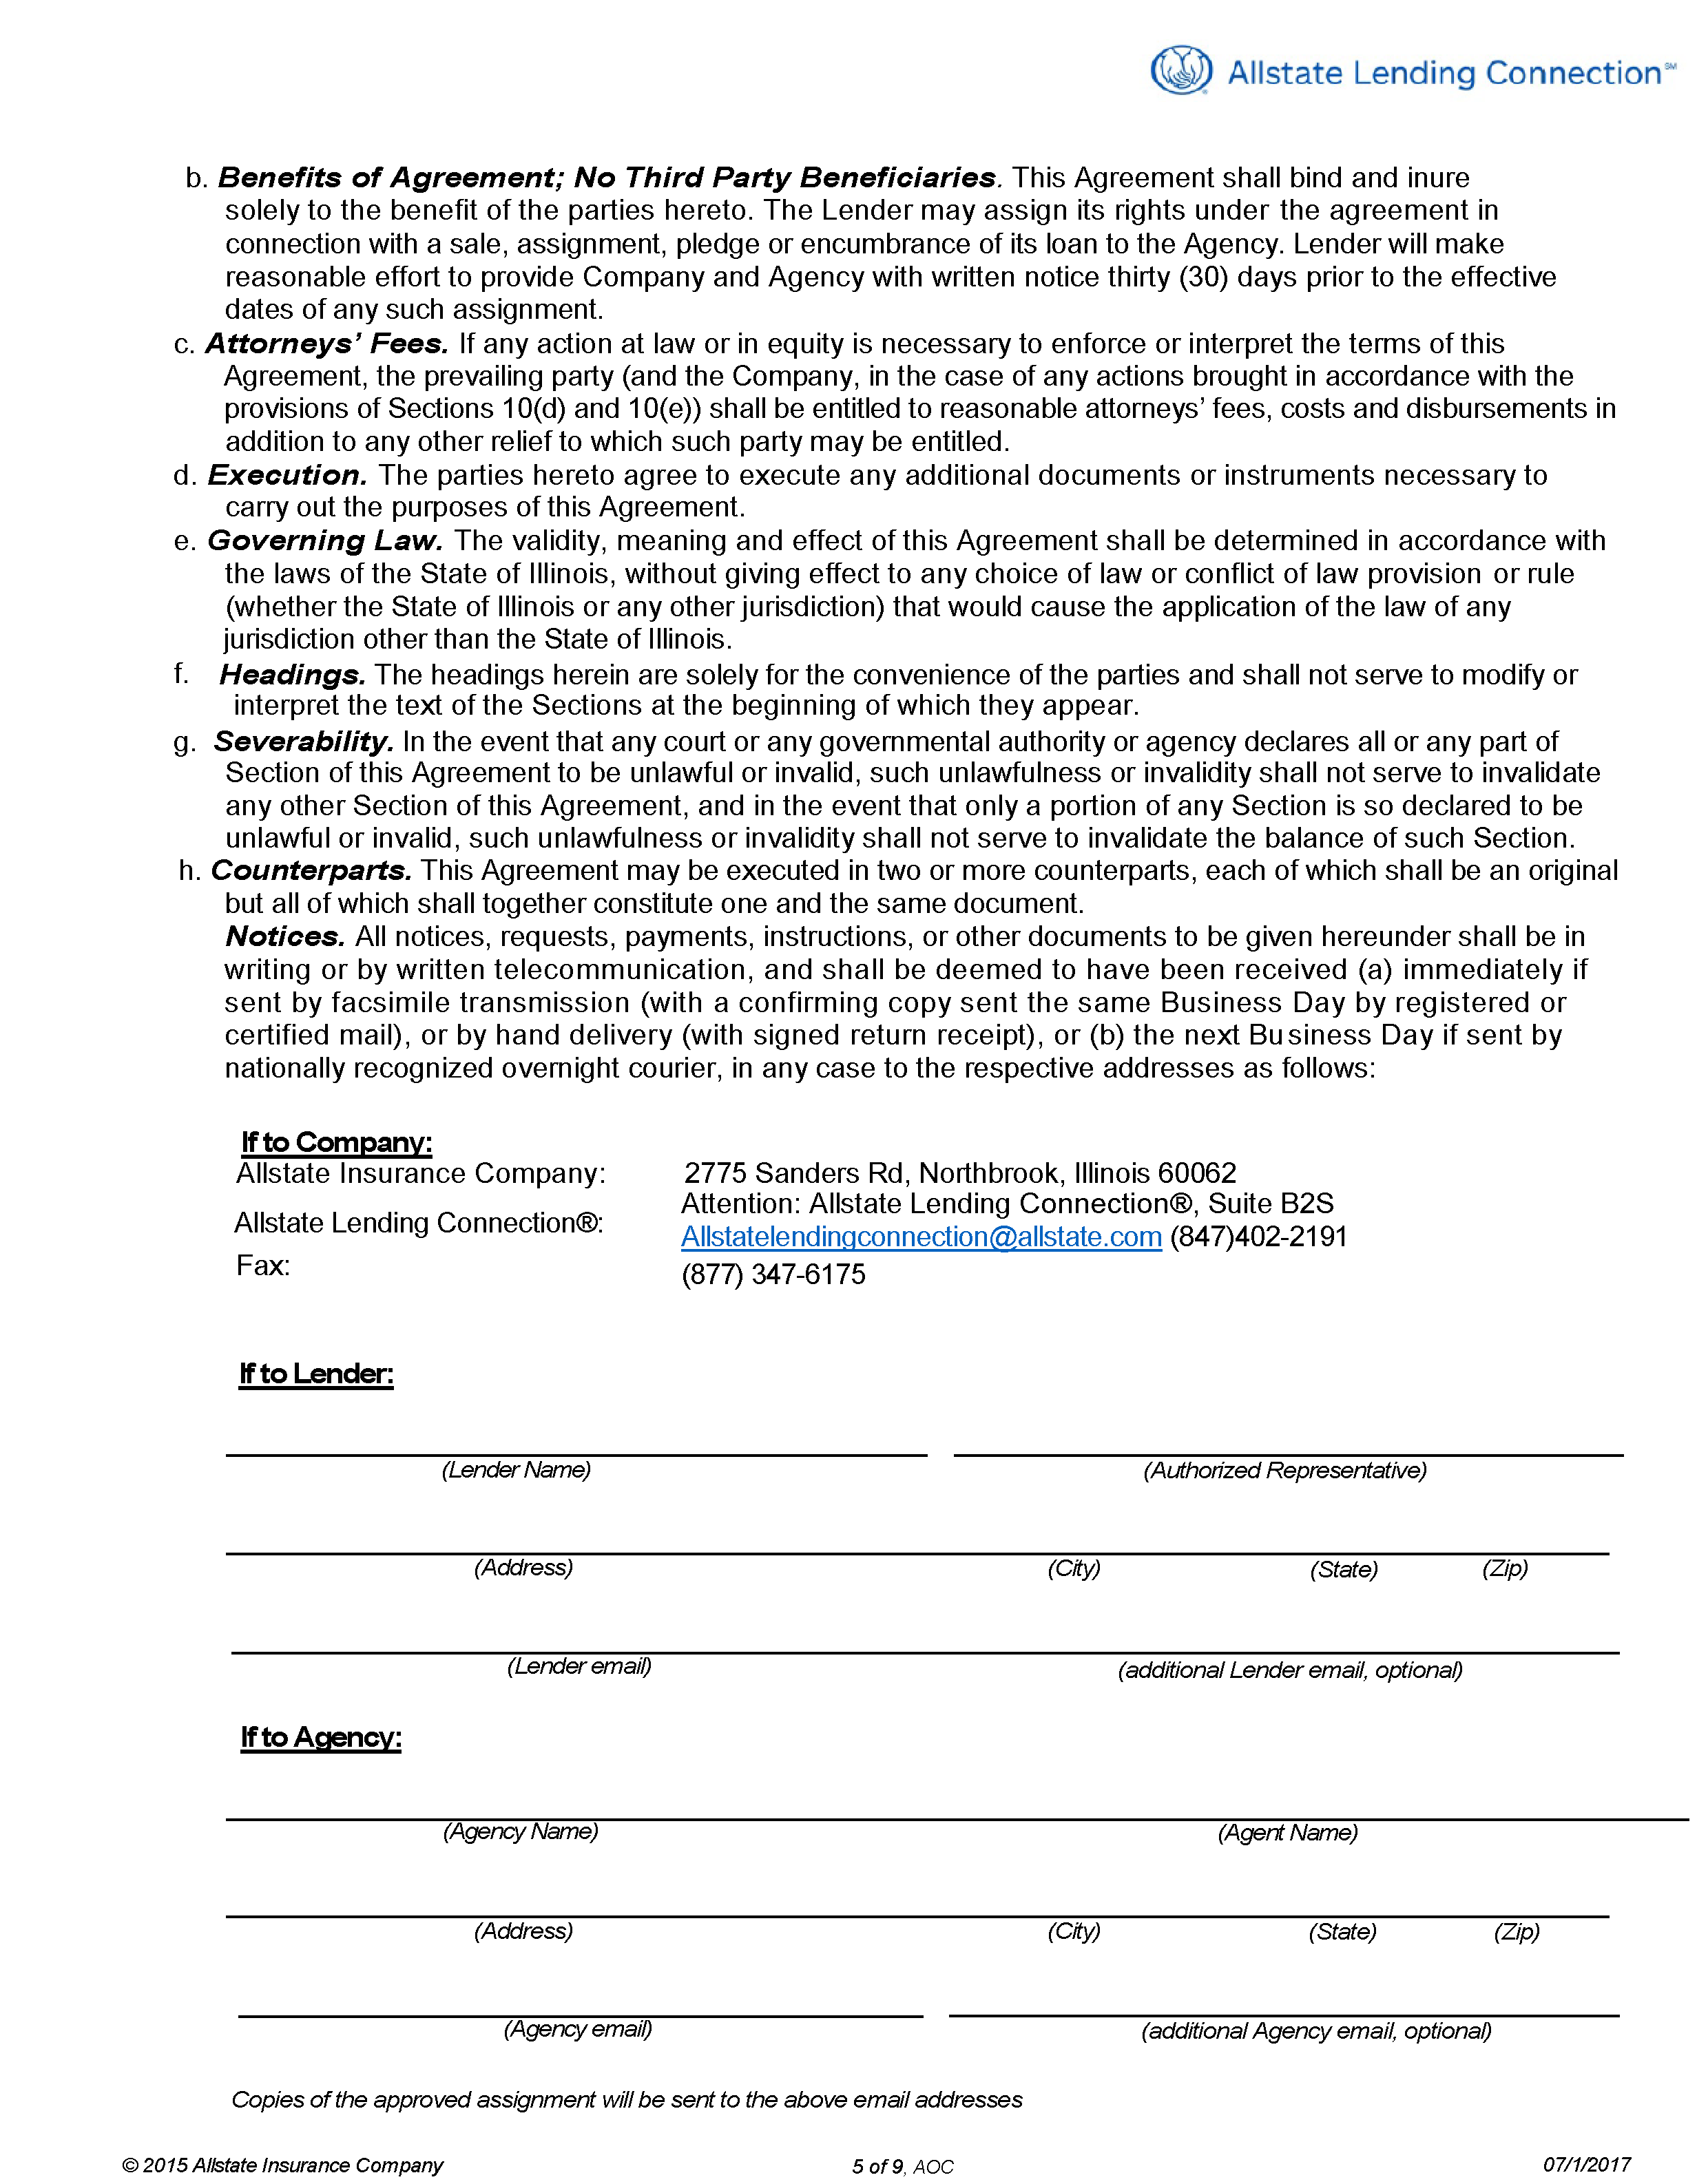 Allstate Lending Connection℠
b. Benefits of Agreement; No Third Party Beneficiaries. This Agreement shall bind and inure
solely to the benefit of the parties hereto. The Lender may assign its rights under the agreement in
connection with a sale, assignment, pledge or encumbrance of its loan to the Agency. Lender will make
reasonable effort to provide Company and Agency with written notice thirty (30) days prior to the effective
dates of any such assignment.
c. Attorneys’ Fees. If any action at law or in equity is necessary to enforce or interpret the terms of this
Agreement, the prevailing party (and the Company, in the case of any actions brought in accordance with the
provisions of Sections 10(d) and 10(e)) shall be entitled to reasonable attorneys’ fees, costs and disbursements in
addition to any other relief to which such party may be entitled.
d. Execution. The parties hereto agree to execute any additional documents or instruments necessary to
carry out the purposes of this Agreement.
e. Governing Law. The validity, meaning and effect of this Agreement shall be determined in accordance with
the laws of the State of Illinois, without giving effect to any choice of law or conflict of law provision or rule
(whether the State of Illinois or any other jurisdiction) that would cause the application of the law of any
jurisdiction other than the State of Illinois.
f. Headings. The headings herein are solely for the convenience of the parties and shall not serve to modify or
interpret the text of the Sections at the beginning of which they appear.
g. Severability. In the event that any court or any governmental authority or agency declares all or any part of
Section of this Agreement to be unlawful or invalid, such unlawfulness or invalidity shall not serve to invalidate
any other Section of this Agreement, and in the event that only a portion of any Section is so declared to be
unlawful or invalid, such unlawfulness or invalidity shall not serve to invalidate the balance of such Section.
h. Counterparts. This Agreement may be executed in two or more counterparts, each of which shall be an original
but all of which shall together constitute one and the same document.
Notices. All notices, requests, payments, instructions, or other documents to be given hereunder shall be in
writing or by written telecommunication, and shall be deemed to have been received (a) immediately if
sent by facsimile transmission (with a confirming copy sent the same Business Day by registered or
certified mail), or by hand delivery (with signed return receipt), or (b) the next Business Day if sent by
nationally recognized overnight courier, in any case to the respective addresses as follows:
If to Company:
Allstate Insurance Company: 2775 Sanders Rd, Northbrook, Illinois 60062
Attention: Allstate Lending Connection®, Suite B2S
Allstate Lending Connection®: Allstatelendingconnection@allstate.com (847)402-2191
Fax: (877) 347-6175
If to Lender:
(Lender Name) (Authorized Representative)
(Address) (City) (State) (Zip)
(Lender email) (additional Lender email, optional)
If to Agency:
(Agency Name) (Agent Name)
(Address) (City) (State) (Zip)
(Agency email) (additional Agency email, optional)
Copies of the approved assignment will be sent to the above email addresses
© 2015 Allstate Insurance Company 5 of 9, AOC 07/1/2017